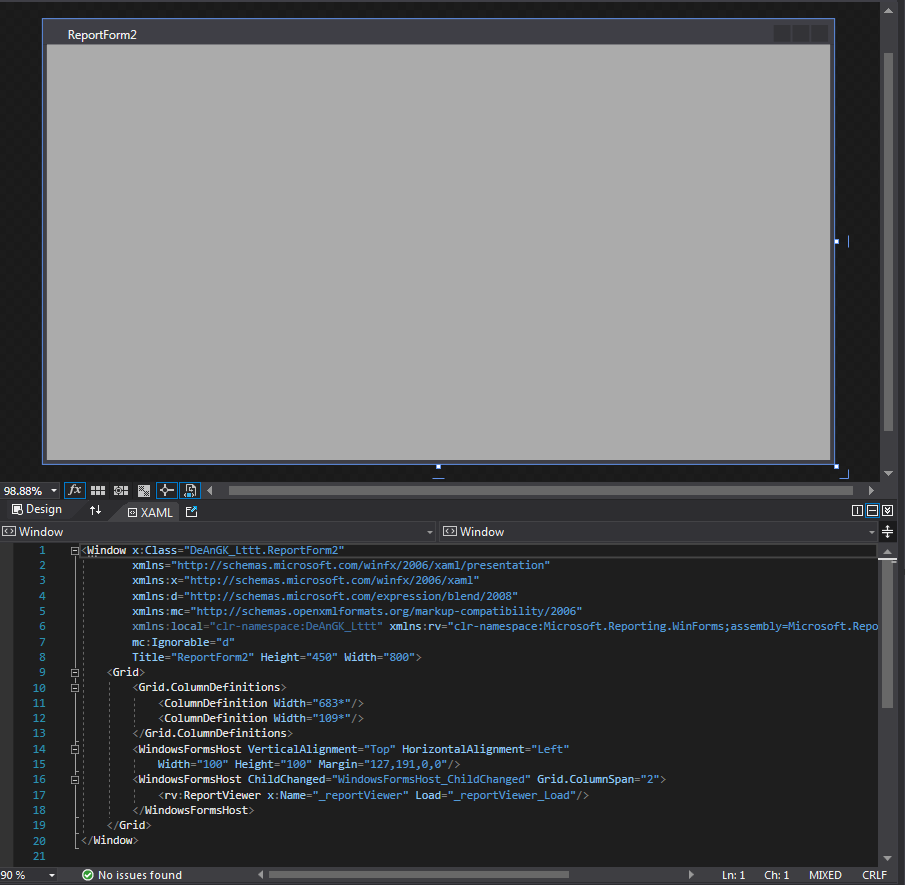 ReportForm2
98.88%
fx
Design
XAML
Window
Window
1 <Window x:Class="DeAnGK_Lttt.ReportForm2"
2 xmlns="http://schemas.microsoft.com/winfx/2006/xaml/presentation"
3 xmlns:x="http://schemas.microsoft.com/winfx/2006/xaml"
4 xmlns:d="http://schemas.microsoft.com/expression/blend/2008"
5 xmlns:mc="http://schemas.openxmlformats.org/markup-compatibility/2006"
6 xmlns:local="clr-namespace:DeAnGK_Lttt" xmlns:rv="clr-namespace:Microsoft.Reporting.WinForms;assembly=Microsoft.Repo
7 mc:Ignorable="d"
8 Title="ReportForm2" Height="450" Width="800">
9 <Grid>
10 <Grid.ColumnDefinitions>
11 <ColumnDefinition Width="683*"/>
12 <ColumnDefinition Width="109*"/>
13 </Grid.ColumnDefinitions>
14 <WindowsFormsHost VerticalAlignment="Top" HorizontalAlignment="Left"
15 Width="100" Height="100" Margin="127,191,0,0"/>
16 <WindowsFormsHost ChildChanged="WindowsFormsHost_ChildChanged" Grid.ColumnSpan="2">
17 <rv:ReportViewer x:Name="_reportViewer" Load="_reportViewer_Load"/>
18 </WindowsFormsHost>
19 </Grid>
20 </Window>
21
90 %
No issues found
Ln: 1
Ch: 1
MIXED
CRLF